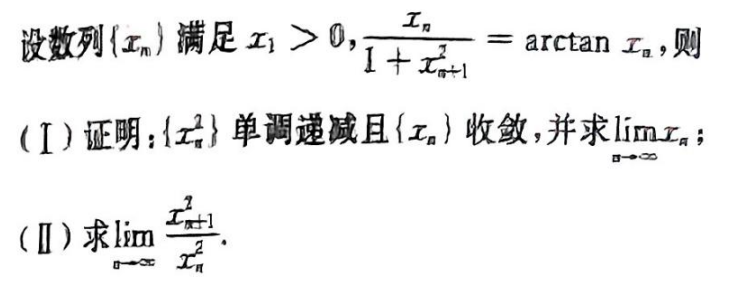 设数列{xₙ}满足 x₁ > 0, xₙ/(1 + x²ₙ₊₁) = arctan xₙ,则
(Ⅰ)证明:{x²ₙ}单调递减且{xₙ}收敛,并求lim_{n→∞} xₙ;
(Ⅱ)求lim_{n→∞} x²ₙ₊₁/x²ₙ.